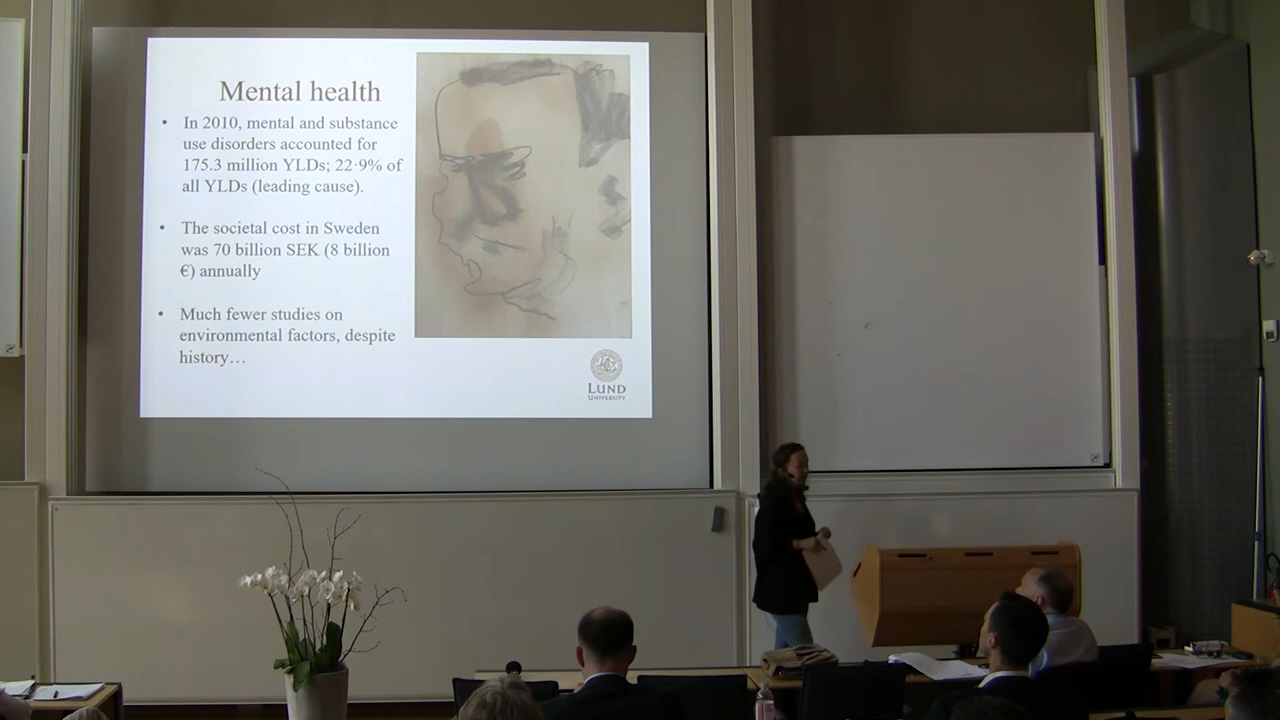 Mental health
• In 2010, mental and substance
use disorders accounted for
175.3 million YLDs; 22·9% of
all YLDs (leading cause).
• The societal cost in Sweden
was 70 billion SEK (8 billion
€) annually
• Much fewer studies on
environmental factors, despite
history…
LUND
UNIVERSITY